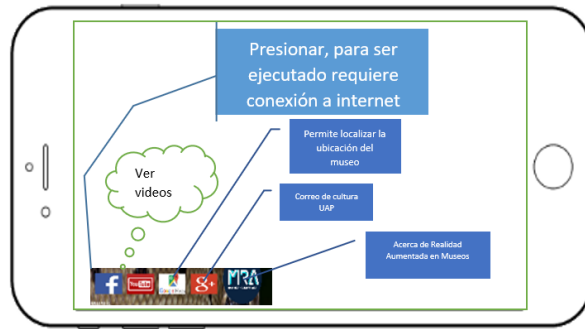 Presionar, para ser
ejecutado requiere
conexión a internet
Permite localizar la
ubicación del
museo
Ver
videos
Correo de cultura
UAP
Acerca de Realidad
Aumentada en Museos
f
YouTube
g+
MRA